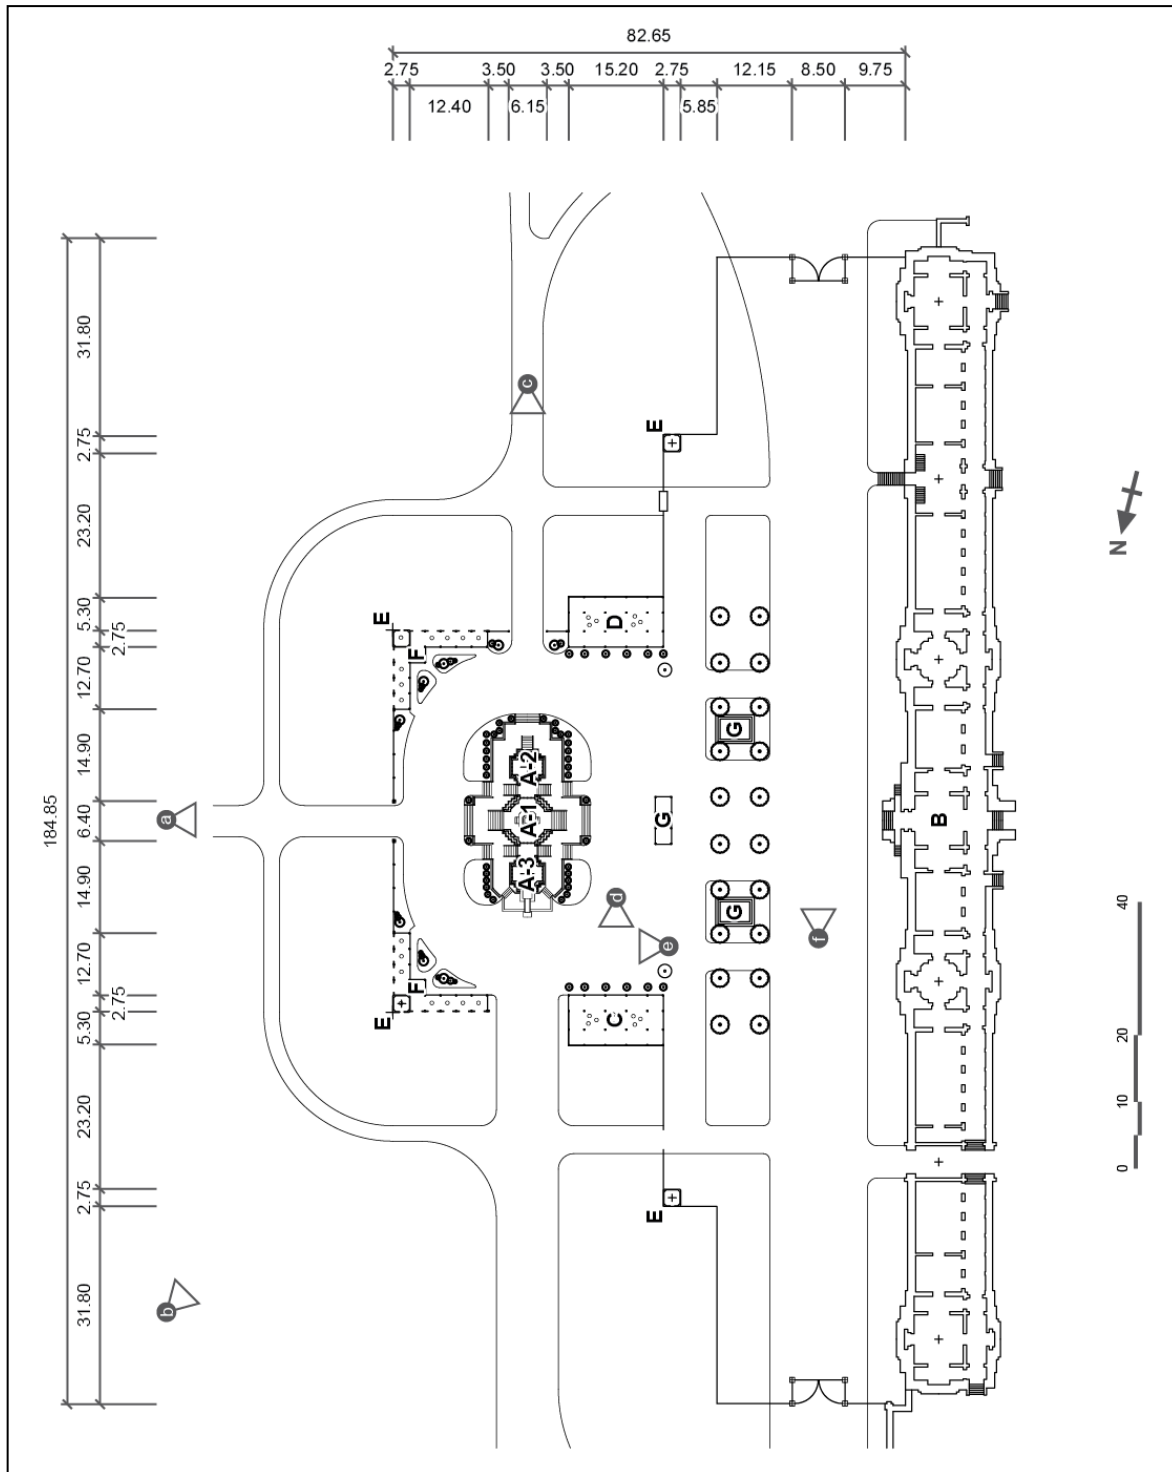 82.65
2.75 3.50 3.50 15.20 2.75 12.15 8.50 9.75
12.40 6.15 5.85
184.85
31.80
2.75
23.20
5.30
2.75
12.70
14.90
6.40
14.90
12.70
2.75
5.30
23.20
2.75
31.80
c
E
N
E
D
F
G
A-2
a
A-1
G
B
A-3
d
G
f
e
F
E
C
E
b
0 10 20 40